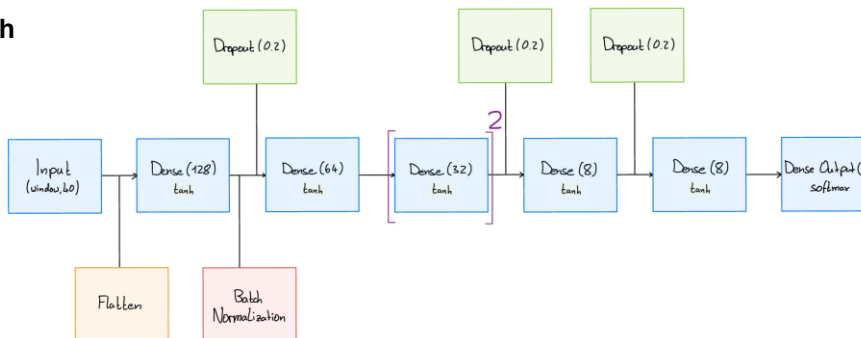 h
Dropout (0.2)
Dropout (0.2)
Dropout (0.2)
2
Input
(window, 40)
Dense (128)
tanh
Dense (64)
tanh
Dense (32)
tanh
Dense (8)
tanh
Dense (8)
tanh
Dense Output (
softmax
Flatten
Batch
Normalization